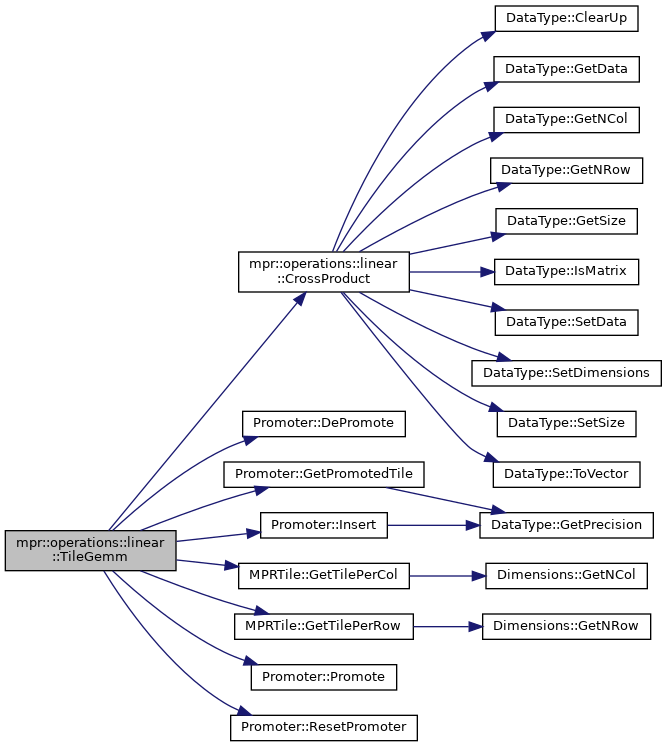 DataType::ClearUp
DataType::GetData
DataType::GetNCol
DataType::GetNRow
DataType::GetSize
mpr::operations::linear
::CrossProduct
DataType::IsMatrix
DataType::SetData
DataType::SetDimensions
DataType::SetSize
Promoter::DePromote
DataType::ToVector
Promoter::GetPromotedTile
Promoter::Insert
DataType::GetPrecision
mpr::operations::linear
::TileGemm
MPRTile::GetTilePerCol
Dimensions::GetNCol
MPRTile::GetTilePerRow
Dimensions::GetNRow
Promoter::Promote
Promoter::ResetPromoter